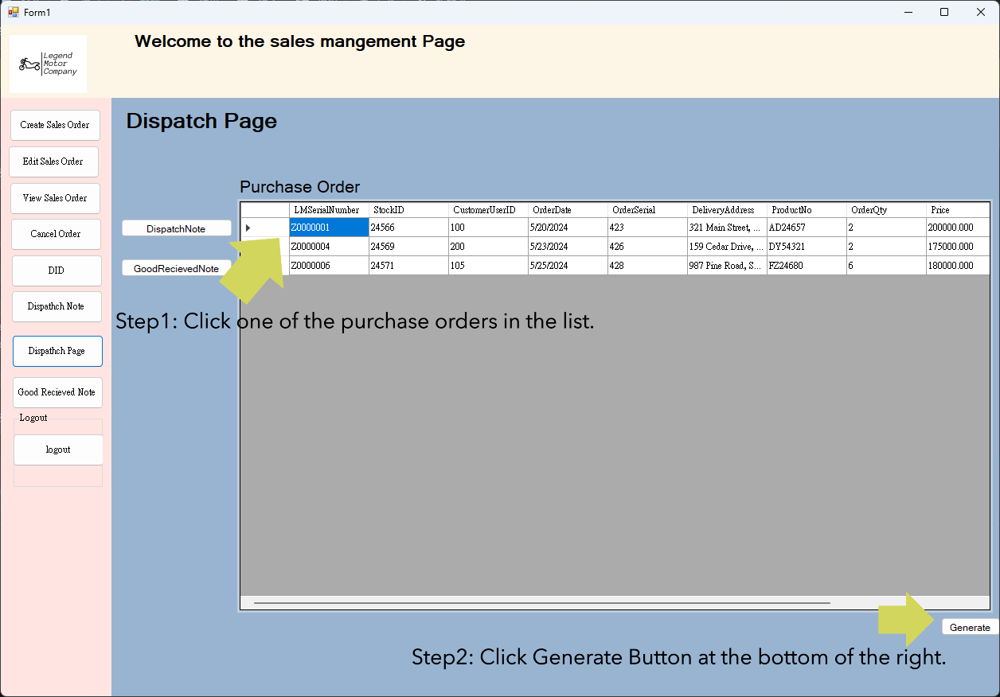 Form1
Legend
Motor
Company
Welcome to the sales mangement Page
Create Sales Order
Edit Sales Order
View Sales Order
Cancel Order
DID
Dispathch Note
Dispathch Page
Good Recieved Note
Logout
logout
Dispatch Page
DispatchNote
GoodRecievedNote
Purchase Order
LMSerialNumber StockID CustomerUserID OrderDate OrderSerial DeliveryAddress ProductNo OrderQty Price
Z0000001 24566 100 5/20/2024 423 321 Main Street, ... AD24657 2 200000.000
Z0000004 24569 200 5/23/2024 426 159 Cedar Drive, ... DY54321 2 175000.000
Z0000006 24571 105 5/25/2024 428 987 Pine Road, S... FZ24680 6 180000.000
Step1: Click one of the purchase orders in the list.
Generate
Step2: Click Generate Button at the bottom of the right.